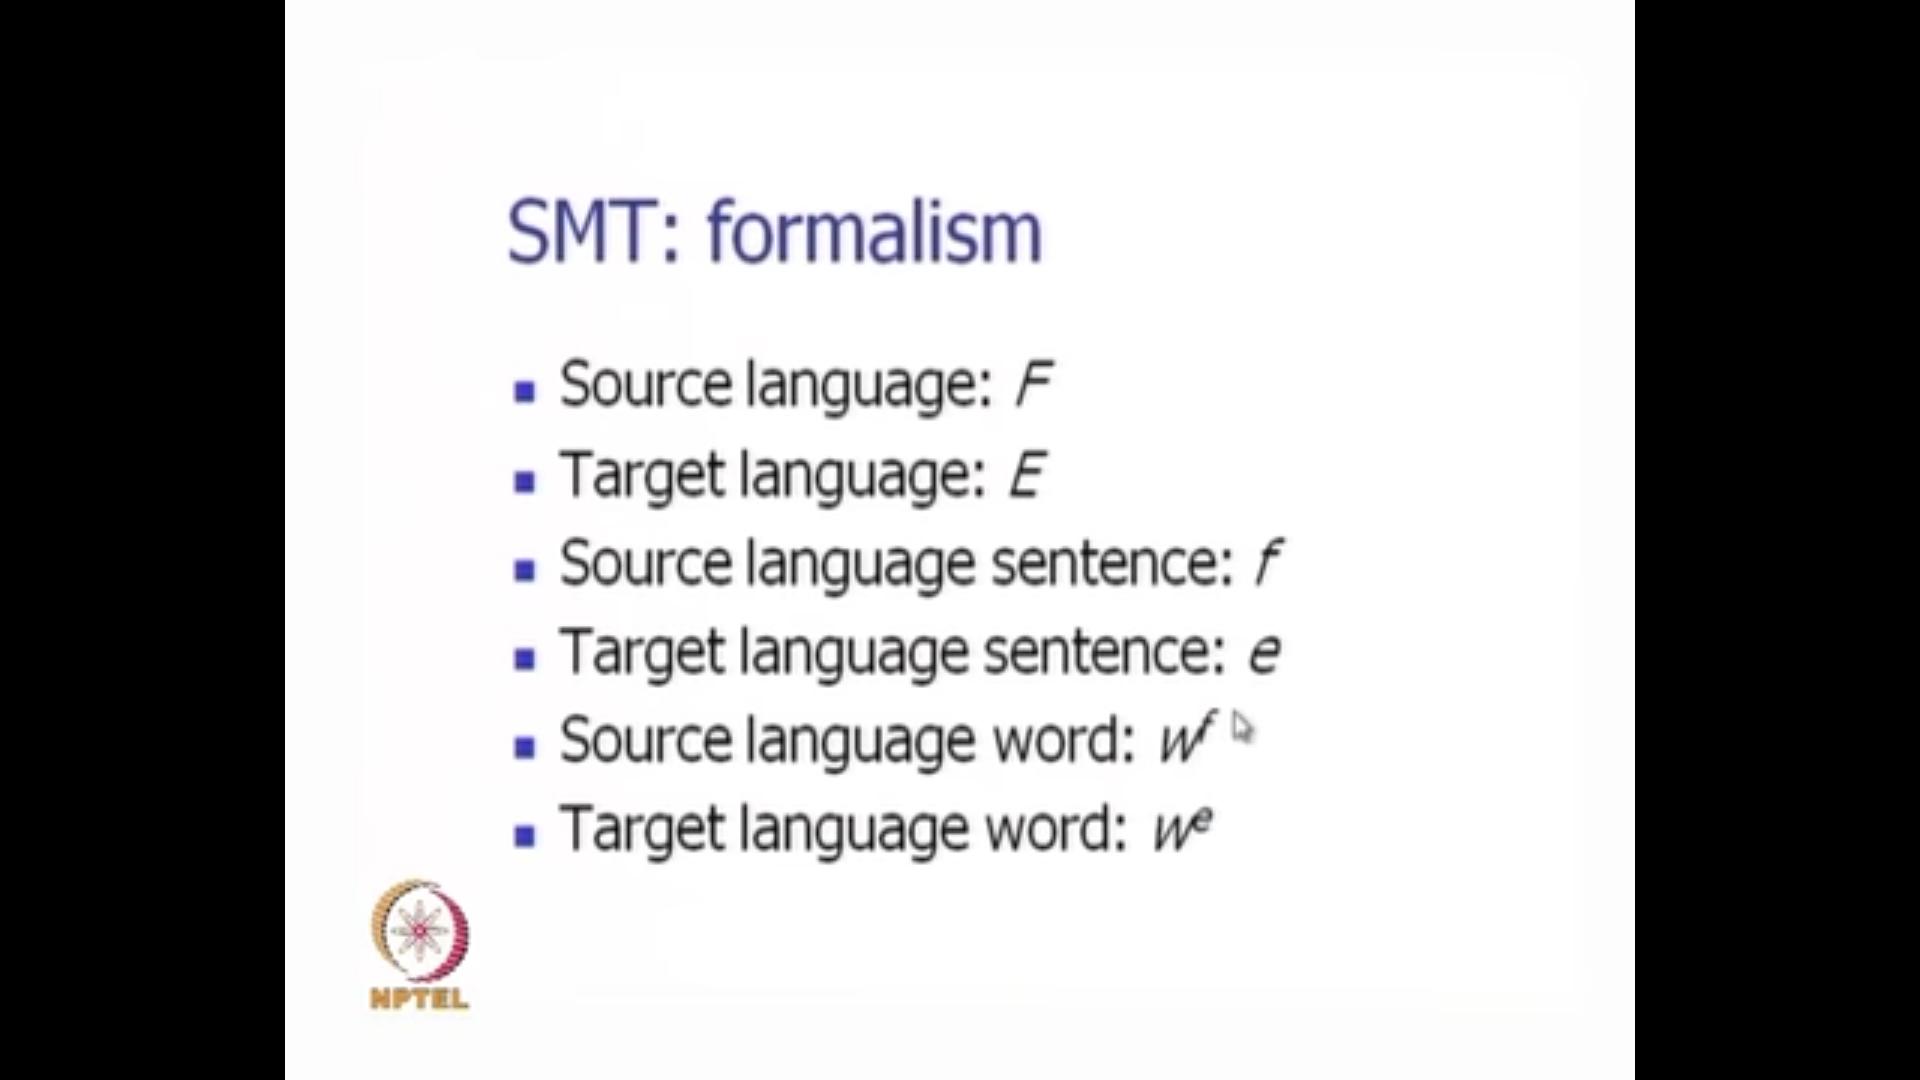 SMT: formalism
Source language: F
Target language: E
Source language sentence: f
Target language sentence: e
Source language word: w^f
Target language word: w^e
NPTEL